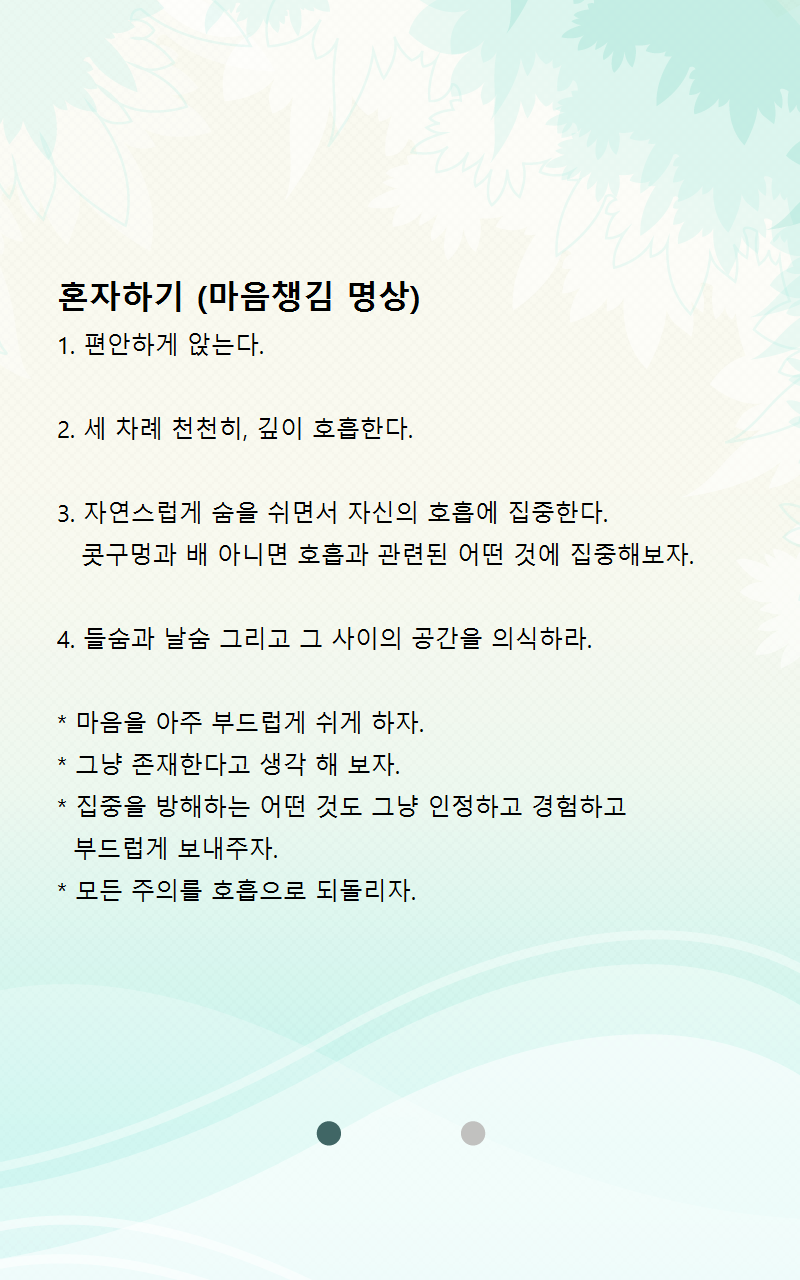 혼자하기 (마음챙김 명상)
1. 편안하게 앉는다.
2. 세 차례 천천히, 깊이 호흡한다.
3. 자연스럽게 숨을 쉬면서 자신의 호흡에 집중한다.
콧구멍과 배 아니면 호흡과 관련된 어떤 것에 집중해보자.
4. 들숨과 날숨 그리고 그 사이의 공간을 의식하라.
* 마음을 아주 부드럽게 쉬게 하자.
* 그냥 존재한다고 생각 해 보자.
* 집중을 방해하는 어떤 것도 그냥 인정하고 경험하고
부드럽게 보내주자.
* 모든 주의를 호흡으로 되돌리자.